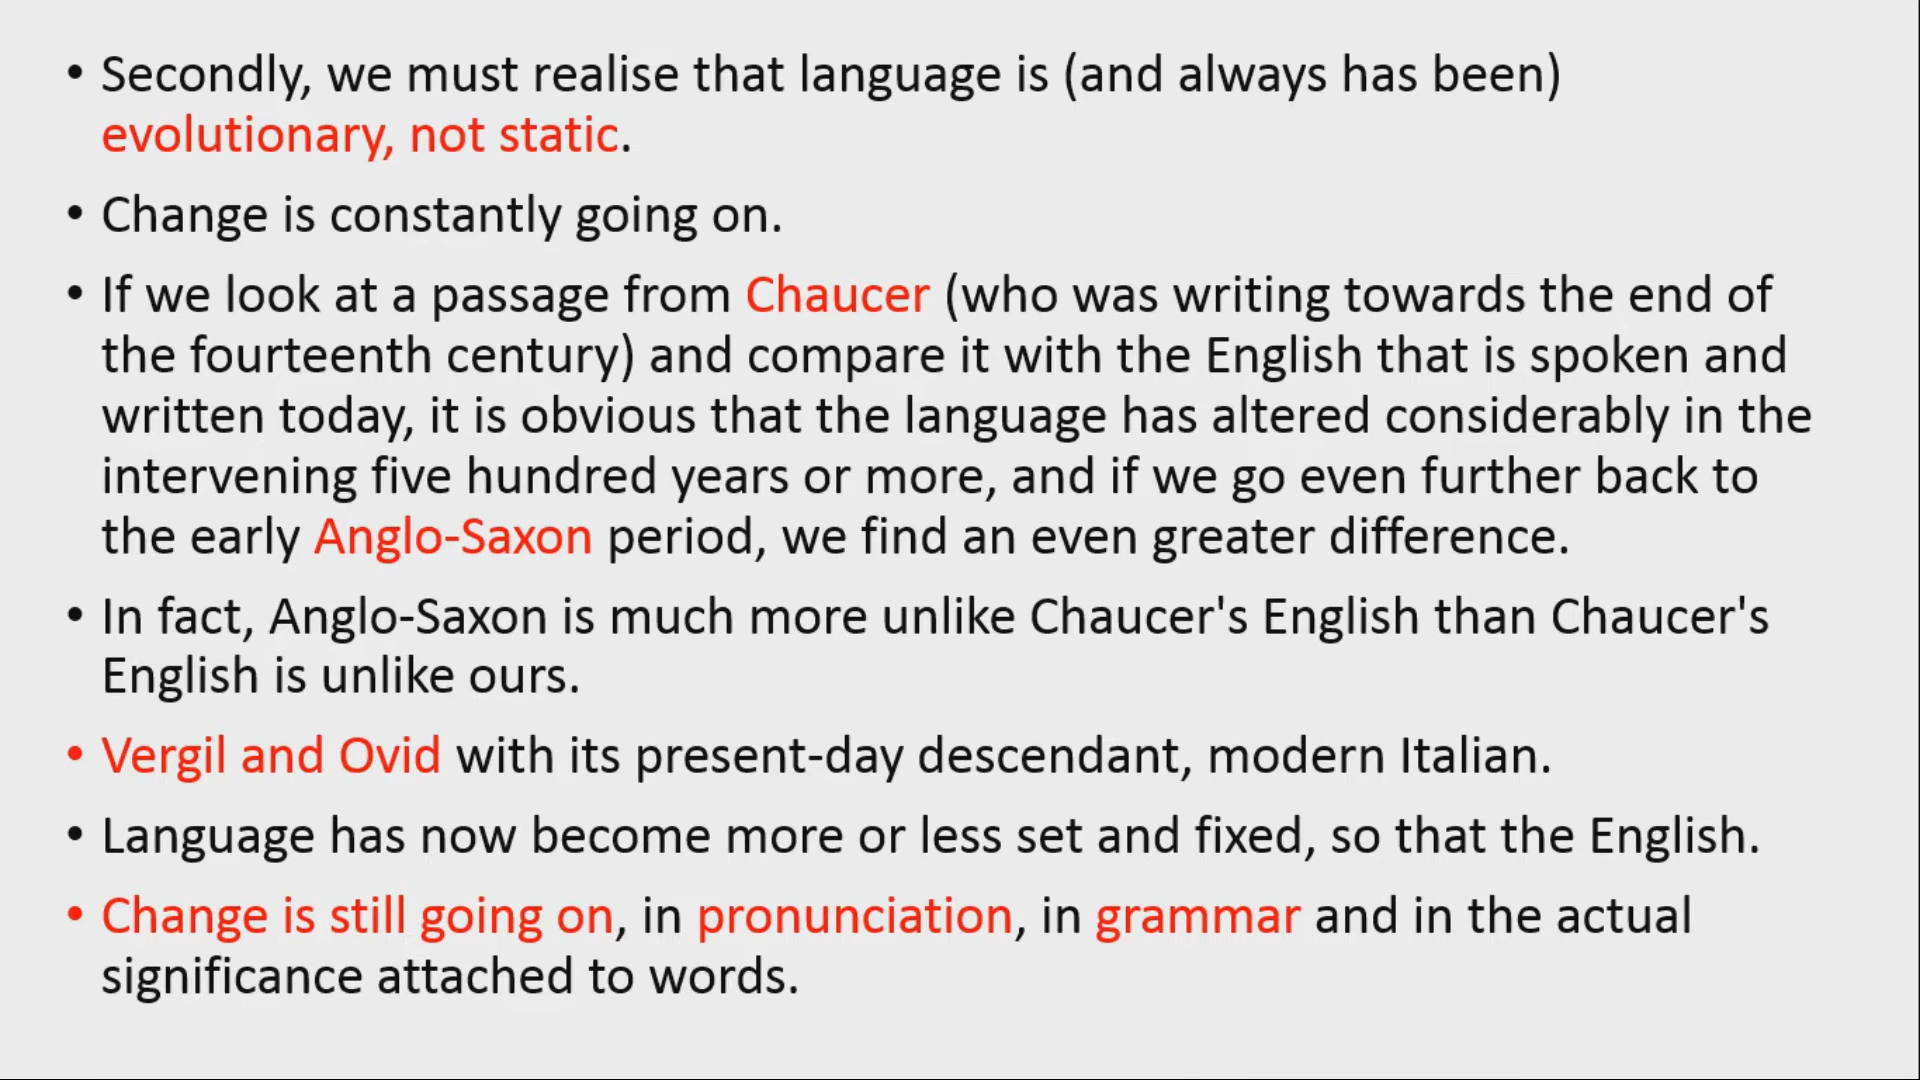 • Secondly, we must realise that language is (and always has been)
evolutionary, not static.
• Change is constantly going on.
• If we look at a passage from Chaucer (who was writing towards the end of
the fourteenth century) and compare it with the English that is spoken and
written today, it is obvious that the language has altered considerably in the
intervening five hundred years or more, and if we go even further back to
the early Anglo-Saxon period, we find an even greater difference.
• In fact, Anglo-Saxon is much more unlike Chaucer's English than Chaucer's
English is unlike ours.
• Vergil and Ovid with its present-day descendant, modern Italian.
• Language has now become more or less set and fixed, so that the English.
• Change is still going on, in pronunciation, in grammar and in the actual
significance attached to words.